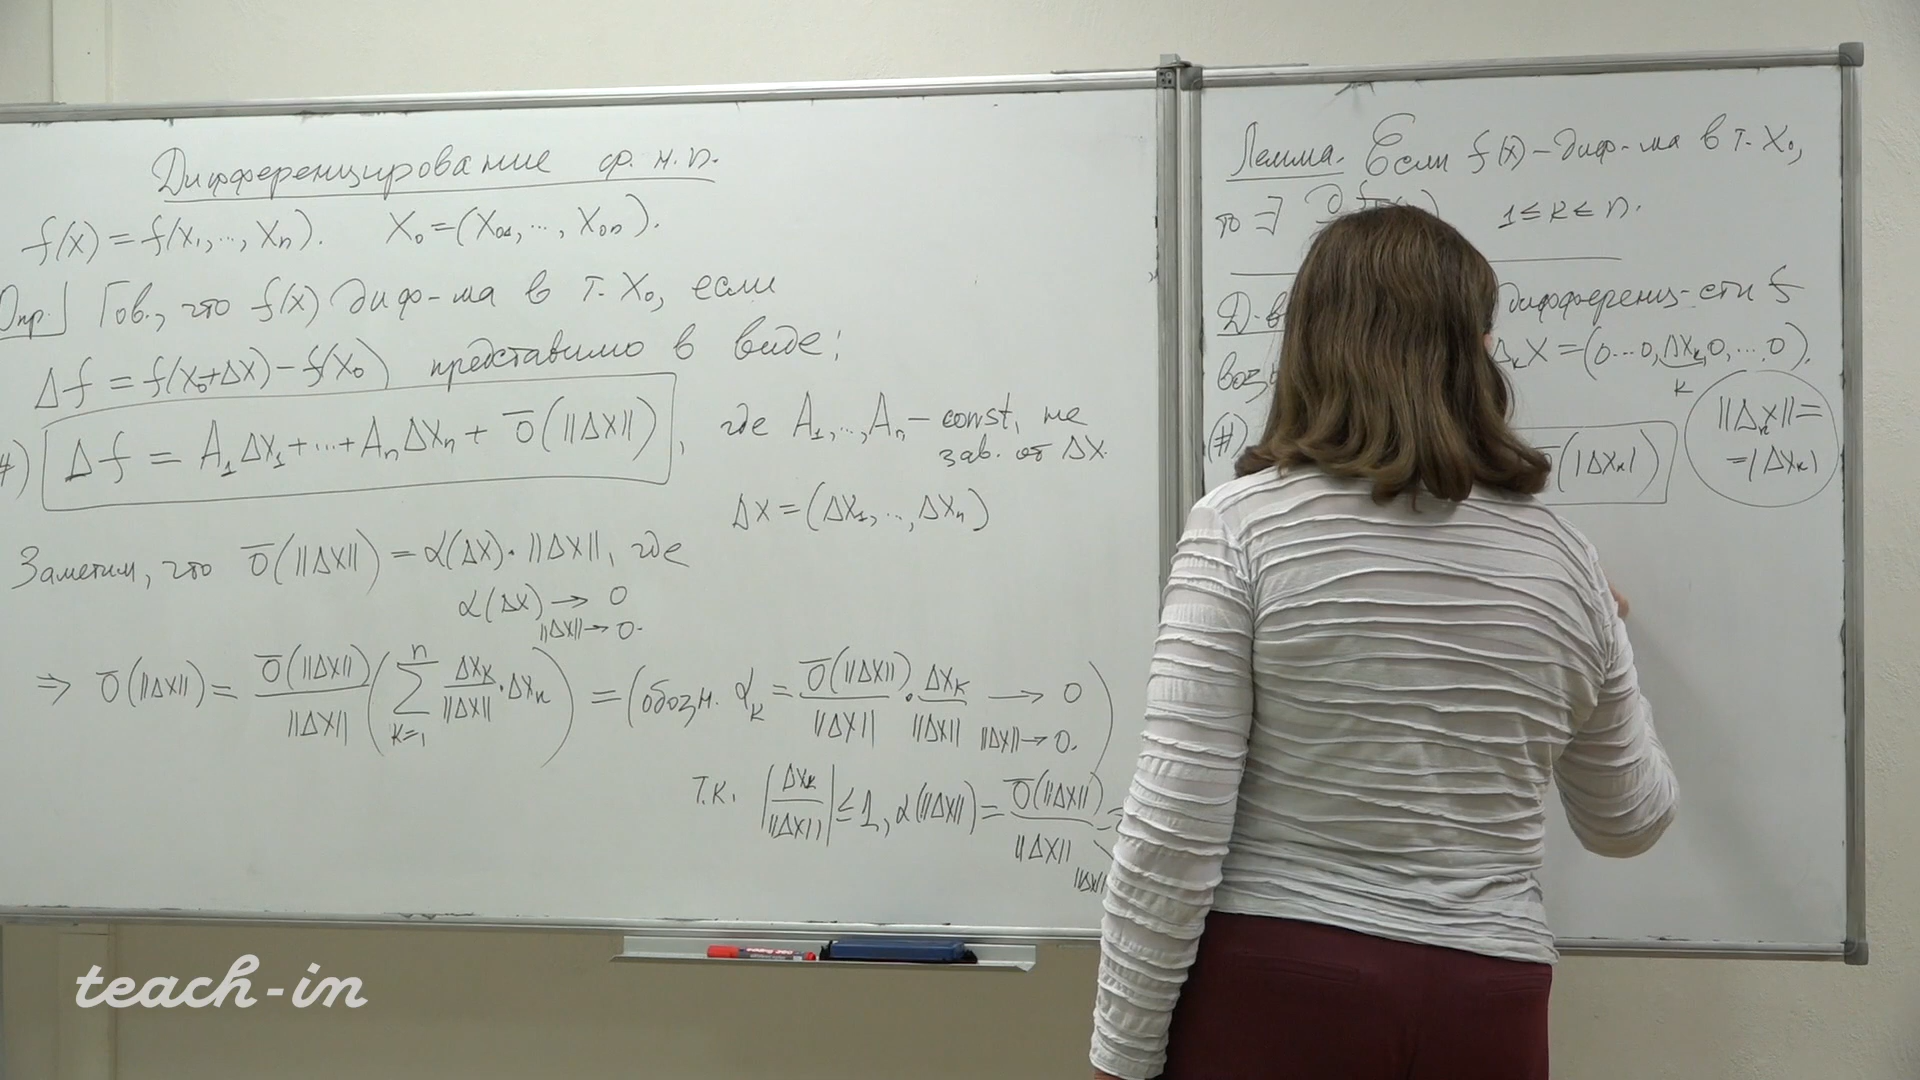 Дифференцирование ф. н. п.
f(x) = f(x₁,..., xₙ). X₀ = (x₀₁,..., x₀ₙ).
Опр.] Гов., что f(x) диф-ма в т. X₀, если
Δf = f(x₀+Δx) - f(x₀) представимо в виде:
#) Δf = A₁Δx₁ + ... + AₙΔxₙ + o̅(||Δx||), где A₁,..,Aₙ - const, не
зав. от Δx.
Δx = (Δx₁,.., Δxₙ)
Заметим, что o̅(||Δx||) = α(Δx)·||Δx||, где
α(Δx) → 0
||Δx||→0.
⇒ o̅(||Δx||) = o̅(||Δx||)/||Δx|| (∑ₖ₌₁ⁿ Δxₖ/||Δx|| · Δxₖ) = (обозн. αₖ = o̅(||Δx||)/||Δx|| · Δxₖ/||Δx|| → 0 ||Δx||→0.)
т.к. |Δxₖ/||Δx||| ≤ 1, α(||Δx||) = o̅(||Δx||)/||Δx||
Лемма. Если f(x) - диф-ма в т. X₀,
то ∃ 1 ≤ k ≤ n.
Д-в дифференц-сти f
ΔₖX = (0...0, Δxₖ, 0,..., 0).
k
(#) o̅(|Δxₖ|)
||Δₖx|| =
= |Δxₖ|
teach-in